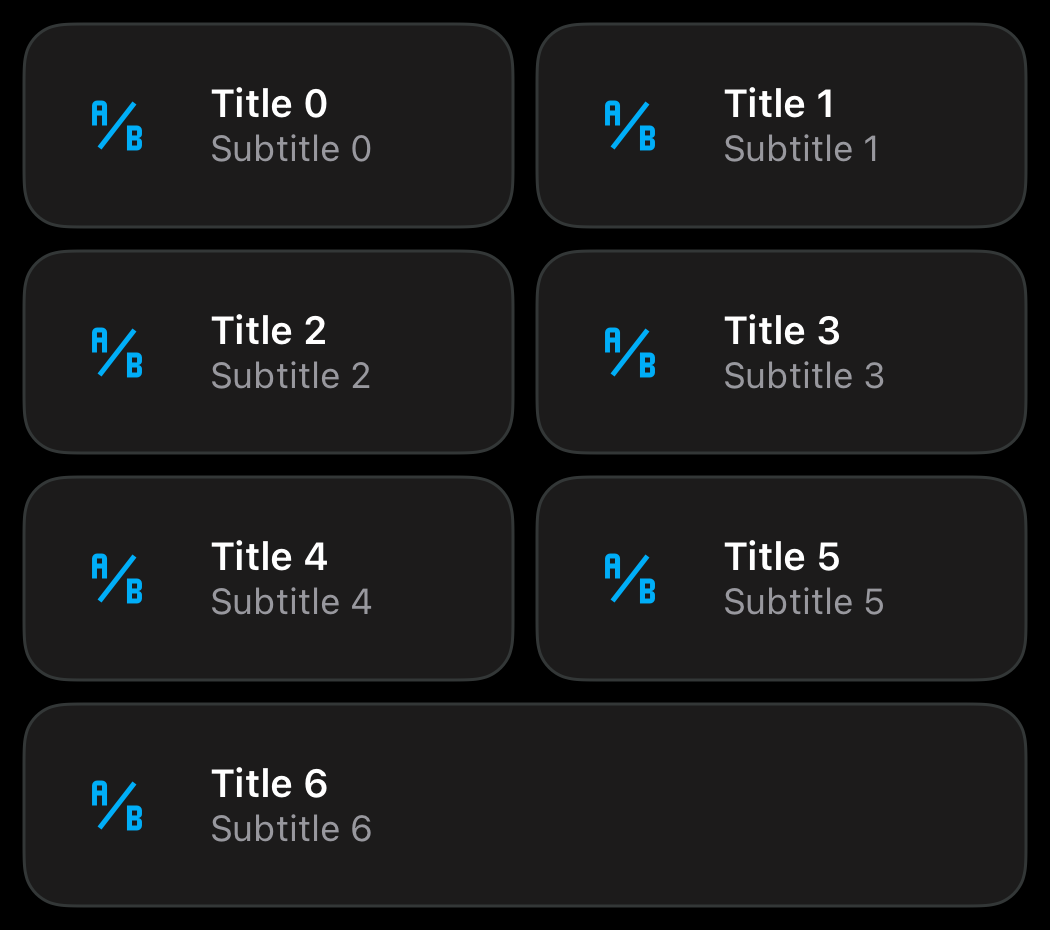 A/B
Title 0
Subtitle 0
A/B
Title 1
Subtitle 1
A/B
Title 2
Subtitle 2
A/B
Title 3
Subtitle 3
A/B
Title 4
Subtitle 4
A/B
Title 5
Subtitle 5
A/B
Title 6
Subtitle 6